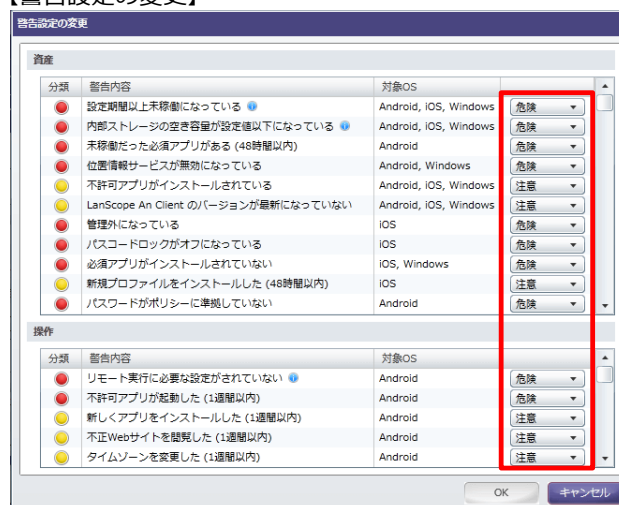 【警告設定の変更】
警告設定の変更
資産
分類 警告内容 対象OS
設定期間以上未稼働になっている Android, iOS, Windows 危険
内部ストレージの空き容量が設定値以下になっている Android, iOS, Windows 危険
未稼働だった必須アプリがある (48時間以内) Android 危険
位置情報サービスが無効になっている Android, Windows 危険
不許可アプリがインストールされている Android, iOS, Windows 注意
LanScope An Client のバージョンが最新になっていない Android, iOS, Windows 注意
管理外になっている iOS 危険
パスコードロックがオフになっている iOS 危険
必須アプリがインストールされていない iOS, Windows 危険
新規プロファイルをインストールした (48時間以内) iOS 注意
パスワードがポリシーに準拠していない Android 危険
操作
分類 警告内容 対象OS
リモート実行に必要な設定がされていない Android 危険
不許可アプリが起動した (1週間以内) Android 危険
新しくアプリをインストールした (1週間以内) Android 注意
不正Webサイトを閲覧した (1週間以内) Android 注意
タイムゾーンを変更した (1週間以内) Android 注意
OK キャンセル